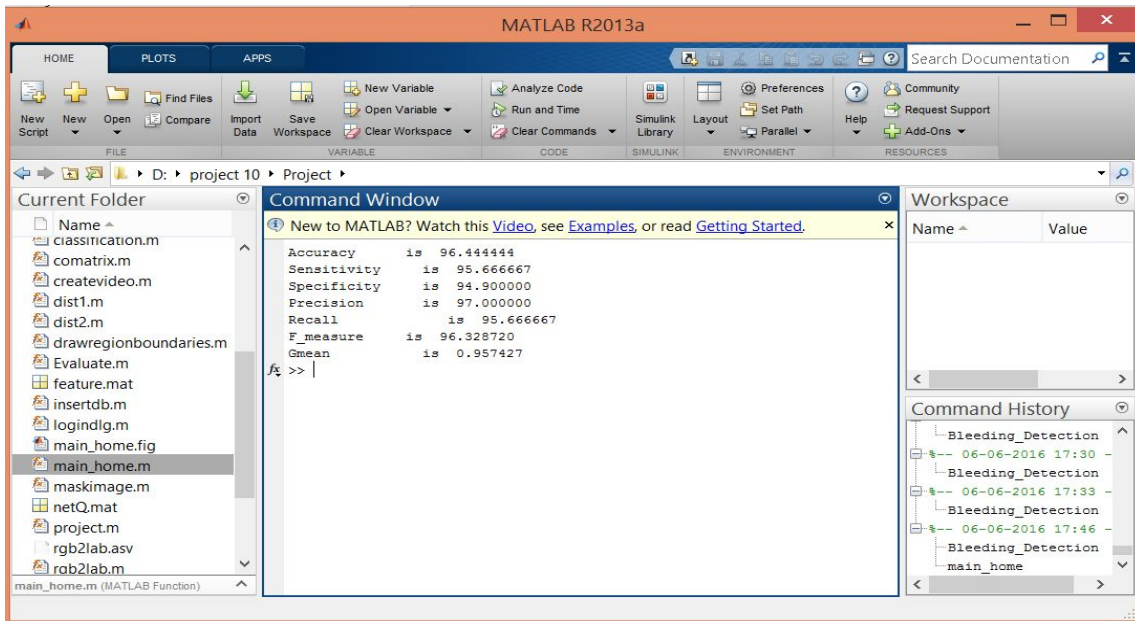 MATLAB R2013a
HOME PLOTS APPS
Search Documentation
New Script
New
Open
Find Files
Compare
Import Data
Save Workspace
New Variable
Open Variable
Clear Workspace
Analyze Code
Run and Time
Clear Commands
Simulink Library
Layout
Preferences
Set Path
Parallel
Help
Community
Request Support
Add-Ons
FILE VARIABLE CODE SIMULINK ENVIRONMENT RESOURCES
D: project 10 Project
Current Folder
Name
classification.m
comatrix.m
createvideo.m
dist1.m
dist2.m
drawregionboundaries.m
Evaluate.m
feature.mat
insertdb.m
logindlg.m
main_home.fig
main_home.m
maskimage.m
netQ.mat
project.m
rgb2lab.asv
rgb2lab.m
main_home.m (MATLAB Function)
Command Window
New to MATLAB? Watch this Video, see Examples, or read Getting Started.
Accuracy is 96.444444
Sensitivity is 95.666667
Specificity is 94.900000
Precision is 97.000000
Recall is 95.666667
F_measure is 96.328720
Gmean is 0.957427
fx >>
Workspace
Name Value
Command History
Bleeding_Detection
%-- 06-06-2016 17:30 -
Bleeding_Detection
%-- 06-06-2016 17:33 -
Bleeding_Detection
%-- 06-06-2016 17:46 -
Bleeding_Detection
main_home